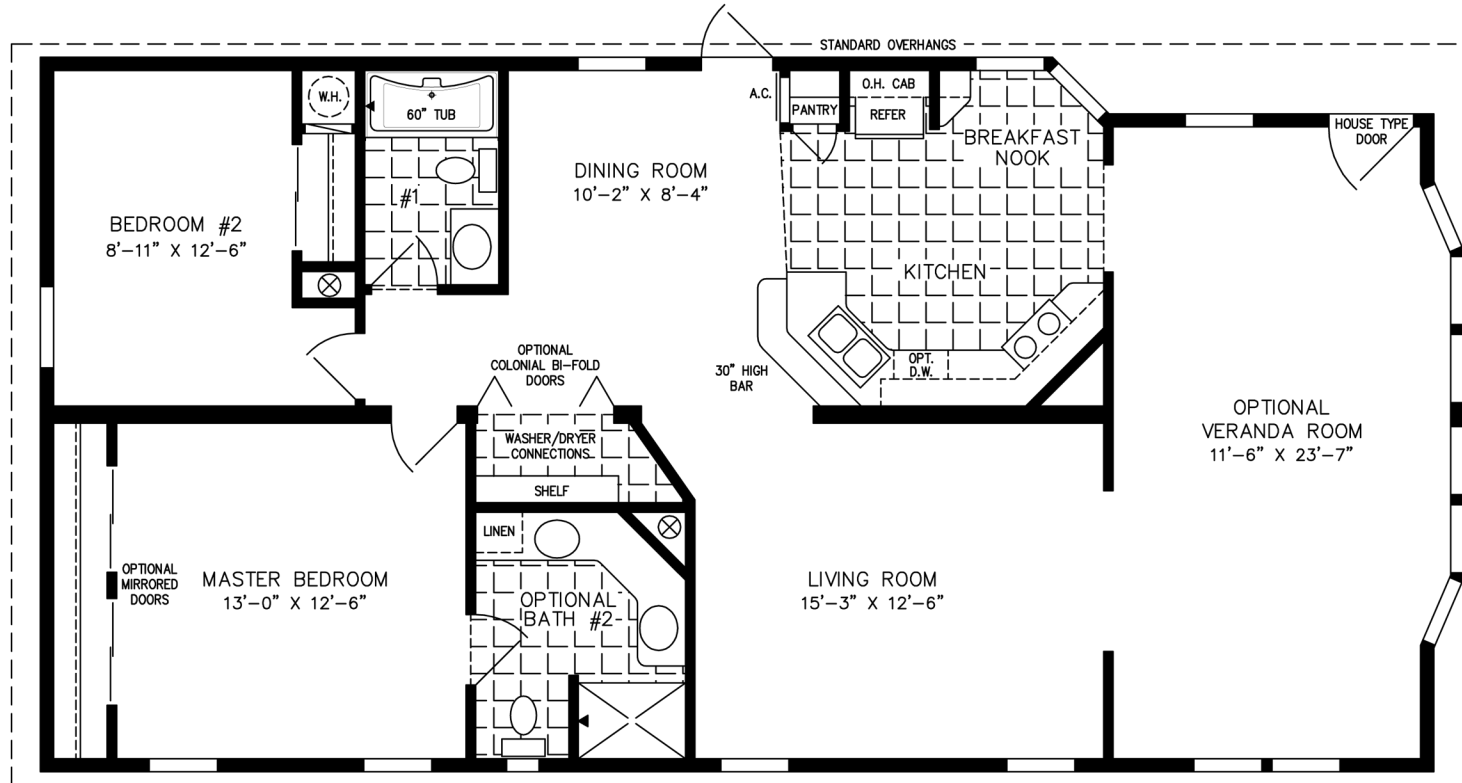 STANDARD OVERHANGS
W.H.
60" TUB
A.C.
PANTRY
O.H. CAB
REFER
BREAKFAST
NOOK
HOUSE TYPE
DOOR
BEDROOM #2
8'-11" X 12'-6"
#1
DINING ROOM
10'-2" X 8'-4"
KITCHEN
OPTIONAL
COLONIAL BI-FOLD
DOORS
30" HIGH
BAR
OPT.
D.W.
OPTIONAL
VERANDA ROOM
11'-6" X 23'-7"
WASHER/DRYER
CONNECTIONS
SHELF
LINEN
OPTIONAL
MIRRORED
DOORS
MASTER BEDROOM
13'-0" X 12'-6"
OPTIONAL
BATH #2
LIVING ROOM
15'-3" X 12'-6"